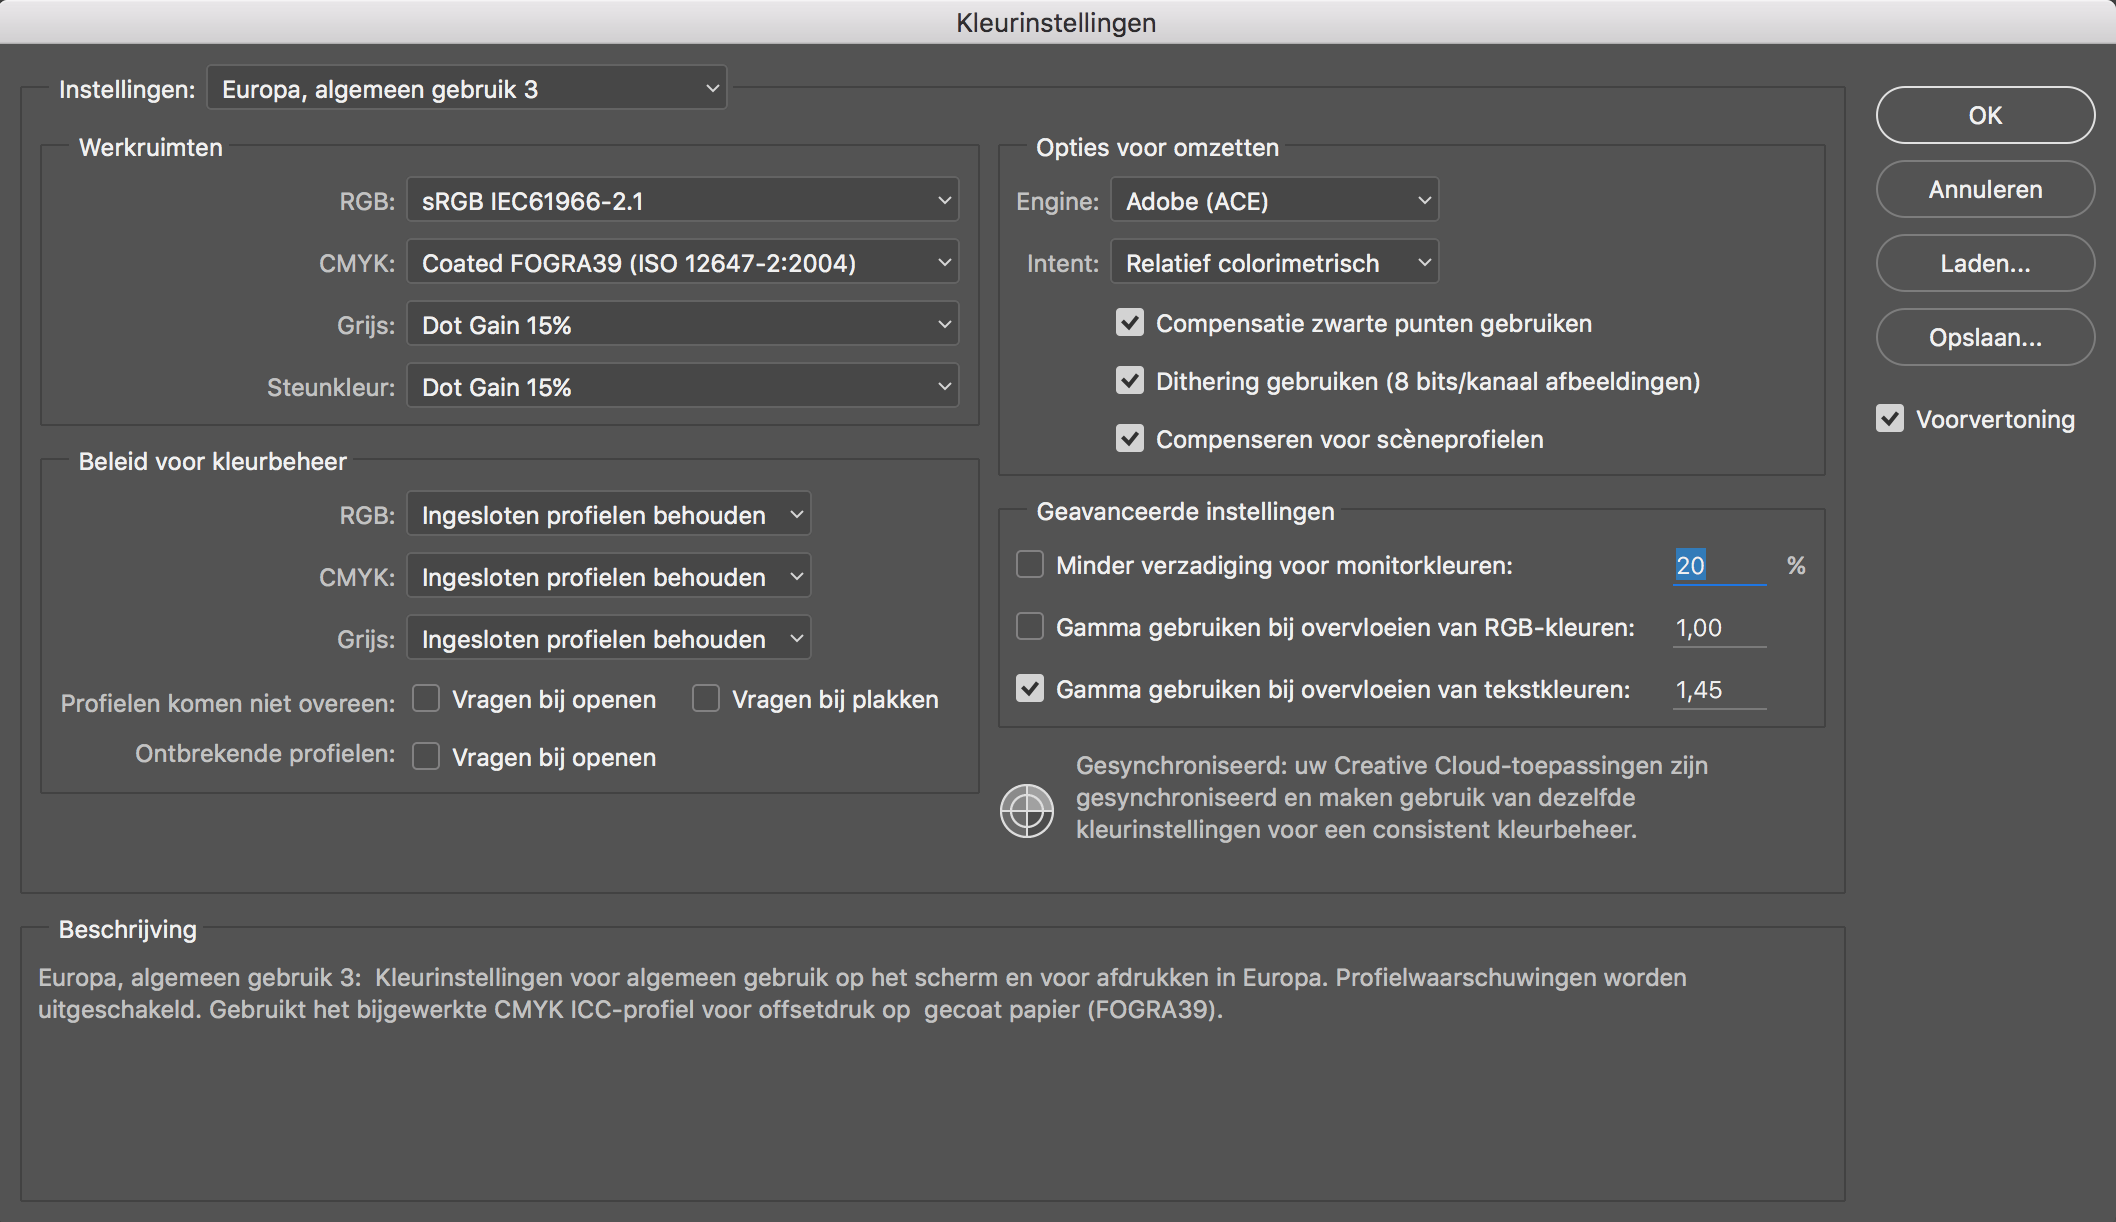 Kleurinstellingen
Instellingen: Europa, algemeen gebruik 3
Werkruimten
RGB: sRGB IEC61966-2.1
CMYK: Coated FOGRA39 (ISO 12647-2:2004)
Grijs: Dot Gain 15%
Steunkleur: Dot Gain 15%
Beleid voor kleurbeheer
RGB: Ingesloten profielen behouden
CMYK: Ingesloten profielen behouden
Grijs: Ingesloten profielen behouden
Profielen komen niet overeen: Vragen bij openen Vragen bij plakken
Ontbrekende profielen: Vragen bij openen
Opties voor omzetten
Engine: Adobe (ACE)
Intent: Relatief colorimetrisch
Compensatie zwarte punten gebruiken
Dithering gebruiken (8 bits/kanaal afbeeldingen)
Compenseren voor scèneprofielen
Geavanceerde instellingen
Minder verzadiging voor monitorkleuren: 20 %
Gamma gebruiken bij overvloeien van RGB-kleuren: 1,00
Gamma gebruiken bij overvloeien van tekstkleuren: 1,45
Gesynchroniseerd: uw Creative Cloud-toepassingen zijn
gesynchroniseerd en maken gebruik van dezelfde
kleurinstellingen voor een consistent kleurbeheer.
OK
Annuleren
Laden...
Opslaan...
Voorvertoning
Beschrijving
Europa, algemeen gebruik 3:  Kleurinstellingen voor algemeen gebruik op het scherm en voor afdrukken in Europa. Profielwaarschuwingen worden
uitgeschakeld. Gebruikt het bijgewerkte CMYK ICC-profiel voor offsetdruk op  gecoat papier (FOGRA39).